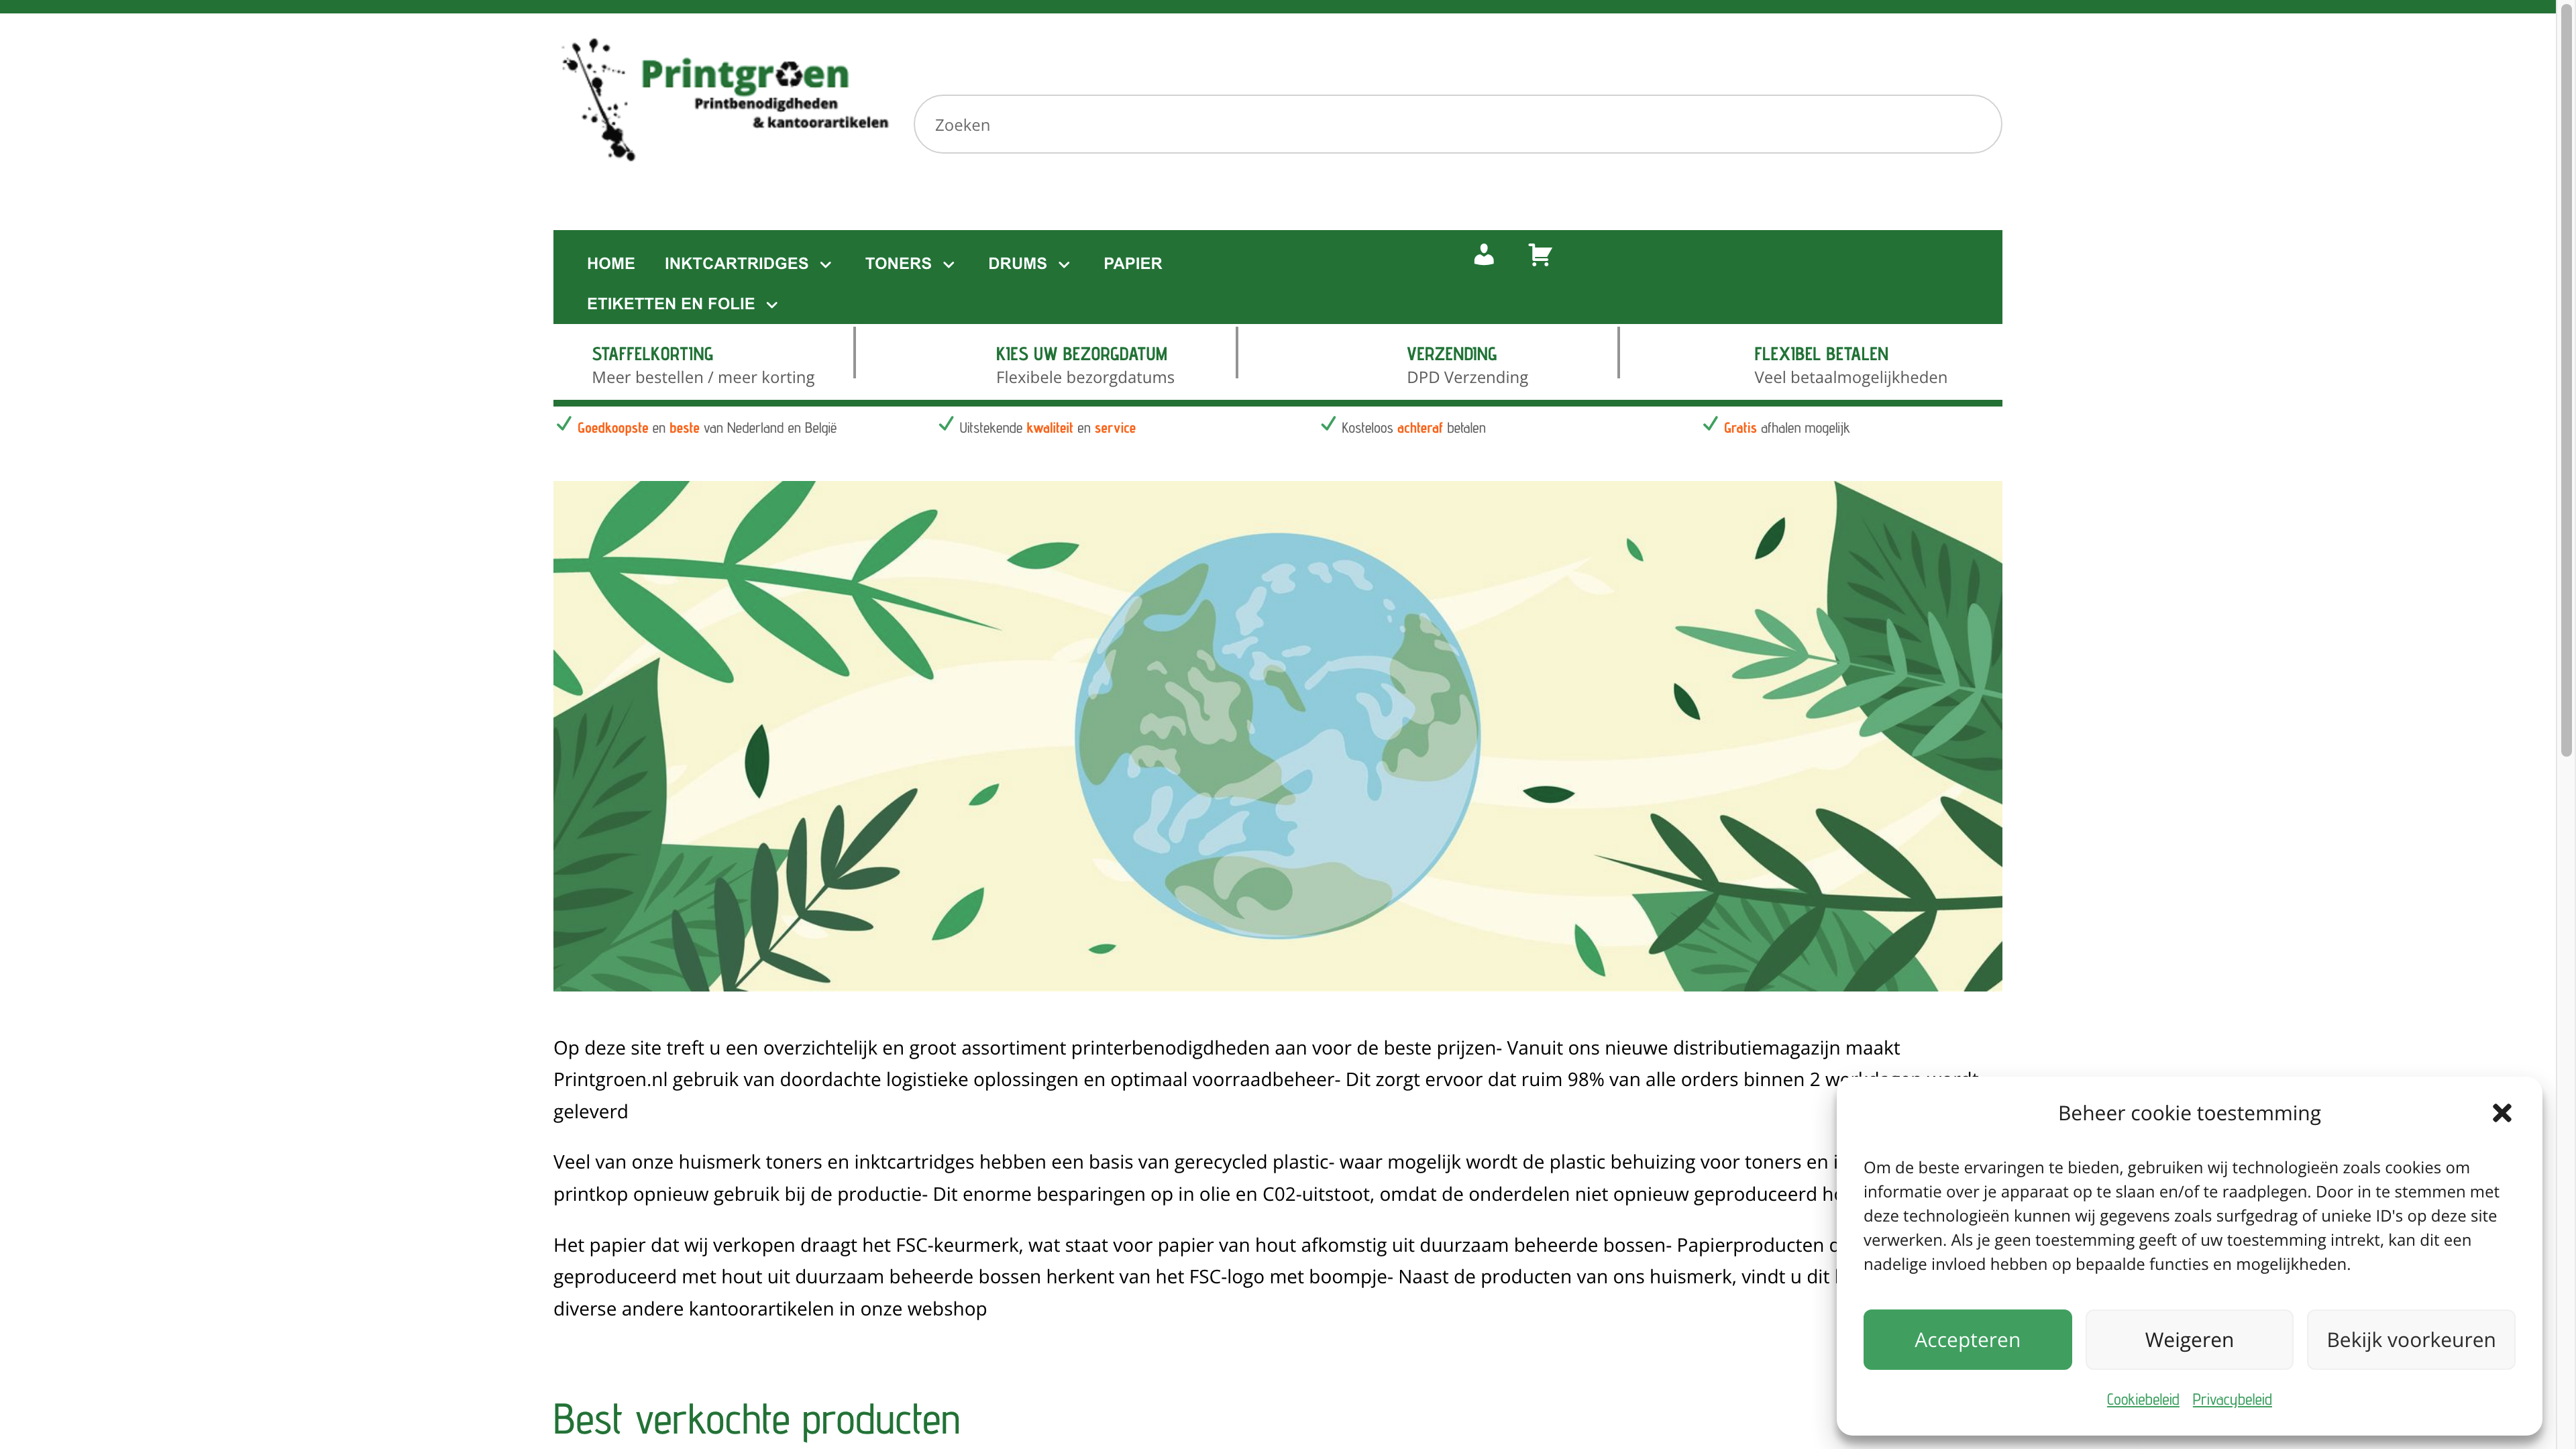 Printgroen
Printbenodigdheden
& kantoorartikelen
Zoeken
HOME INKTCARTRIDGES TONERS DRUMS PAPIER
ETIKETTEN EN FOLIE
STAFFELKORTING
Meer bestellen / meer korting
KIES UW BEZORGDATUM
Flexibele bezorgdatums
VERZENDING
DPD Verzending
FLEXIBEL BETALEN
Veel betaalmogelijkheden
Goedkoopste en beste van Nederland en België
Uitstekende kwaliteit en service
Kosteloos achteraf betalen
Gratis afhalen mogelijk
Op deze site treft u een overzichtelijk en groot assortiment printerbenodigdheden aan voor de beste prijzen- Vanuit ons nieuwe distributiemagazijn maakt
Printgroen.nl gebruik van doordachte logistieke oplossingen en optimaal voorraadbeheer- Dit zorgt ervoor dat ruim 98% van alle orders binnen 2 werkdagen wordt
geleverd
Veel van onze huismerk toners en inktcartridges hebben een basis van gerecycled plastic- waar mogelijk wordt de plastic behuizing voor toners en
printkop opnieuw gebruik bij de productie- Dit enorme besparingen op in olie en C02-uitstoot, omdat de onderdelen niet opnieuw geproduceerd
Het papier dat wij verkopen draagt het FSC-keurmerk, wat staat voor papier van hout afkomstig uit duurzaam beheerde bossen- Papierproducten
geproduceerd met hout uit duurzaam beheerde bossen herkent van het FSC-logo met boompje- Naast de producten van ons huismerk, vindt u dit
diverse andere kantoorartikelen in onze webshop
Best verkochte producten
Beheer cookie toestemming
Om de beste ervaringen te bieden, gebruiken wij technologieën zoals cookies om
informatie over je apparaat op te slaan en/of te raadplegen. Door in te stemmen met
deze technologieën kunnen wij gegevens zoals surfgedrag of unieke ID's op deze site
verwerken. Als je geen toestemming geeft of uw toestemming intrekt, kan dit een
nadelige invloed hebben op bepaalde functies en mogelijkheden.
Accepteren
Weigeren
Bekijk voorkeuren
Cookiebeleid Privacybeleid